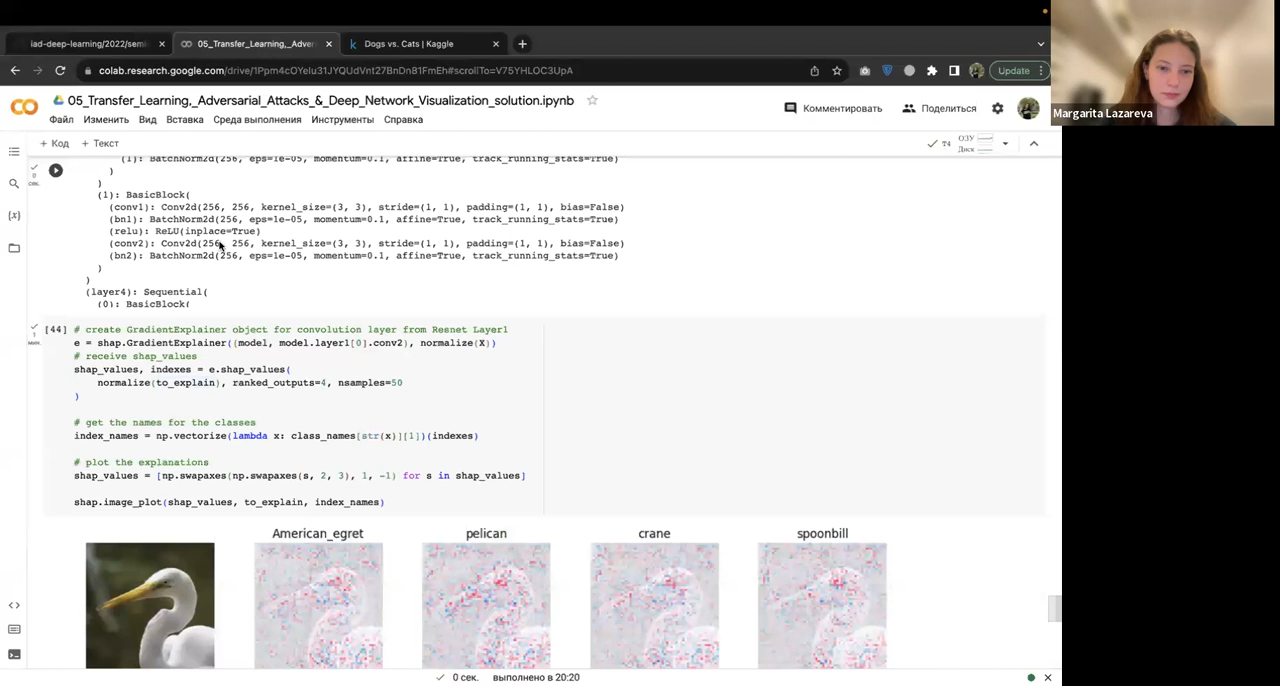 iad-deep-learning/2022/semi
05_Transfer_Learning,_Adver
Dogs vs. Cats | Kaggle
colab.research.google.com/drive/1Ppm4cOYelu31JYQUdVnt27BnDnB1FmEh#scrollTo=V75YHLOC3UpA
Update
05_Transfer_Learning,_Adversarial_Attacks_&_Deep_Network_Visualization_solution.ipynb
Комментировать
Поделиться
Файл Изменить Вид Вставка Среда выполнения Инструменты Справка
Margarita Lazareva
+ Код + Текст
T4
ОЗУ
Диск
0
сек.
(1): BatchNorm2d(256, eps=1e-05, momentum=0.1, affine=True, track_running_stats=True)
)
)
(1): BasicBlock(
(conv1): Conv2d(256, 256, kernel_size=(3, 3), stride=(1, 1), padding=(1, 1), bias=False)
(bn1): BatchNorm2d(256, eps=1e-05, momentum=0.1, affine=True, track_running_stats=True)
(relu): ReLU(inplace=True)
(conv2): Conv2d(256, 256, kernel_size=(3, 3), stride=(1, 1), padding=(1, 1), bias=False)
(bn2): BatchNorm2d(256, eps=1e-05, momentum=0.1, affine=True, track_running_stats=True)
)
)
(layer4): Sequential(
(0): BasicBlock(
1
мин.
[44] # create GradientExplainer object for convolution layer from Resnet Layer1
e = shap.GradientExplainer((model, model.layer1[0].conv2), normalize(X))
# receive shap_values
shap_values, indexes = e.shap_values(
normalize(to_explain), ranked_outputs=4, nsamples=50
)
# get the names for the classes
index_names = np.vectorize(lambda x: class_names[str(x)][1])(indexes)
# plot the explanations
shap_values = [np.swapaxes(np.swapaxes(s, 2, 3), 1, -1) for s in shap_values]
shap.image_plot(shap_values, to_explain, index_names)
American_egret pelican crane spoonbill
0 сек. выполнено в 20:20